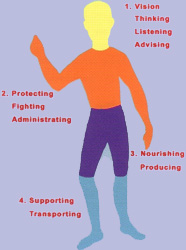 1. Vision
Thinking
Listening
Advising
2. Protecting
Fighting
Administrating
3. Nourishing
Producing
4. Supporting
Transporting